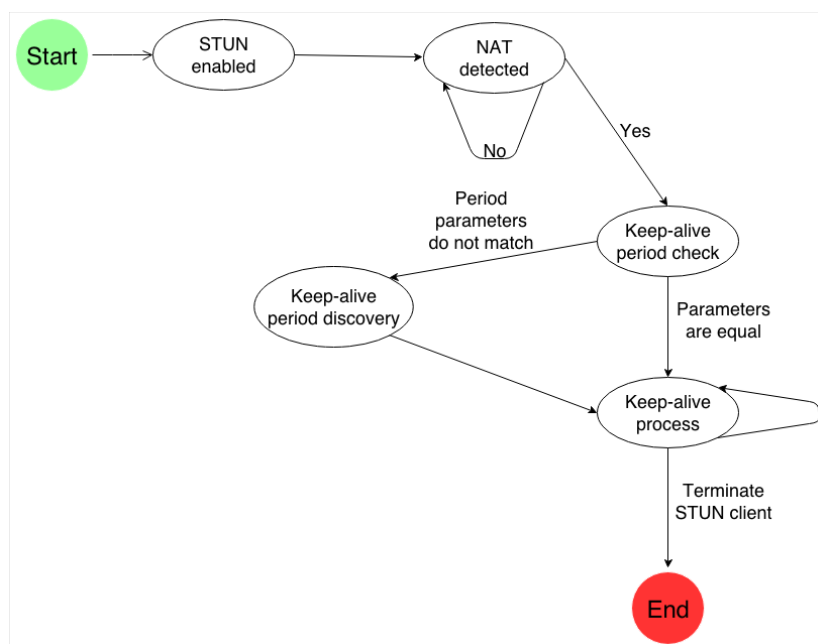 Start
STUN
enabled
NAT
detected
No
Yes
Period
parameters
do not match
Keep-alive
period check
Keep-alive
period discovery
Parameters
are equal
Keep-alive
process
Terminate
STUN client
End